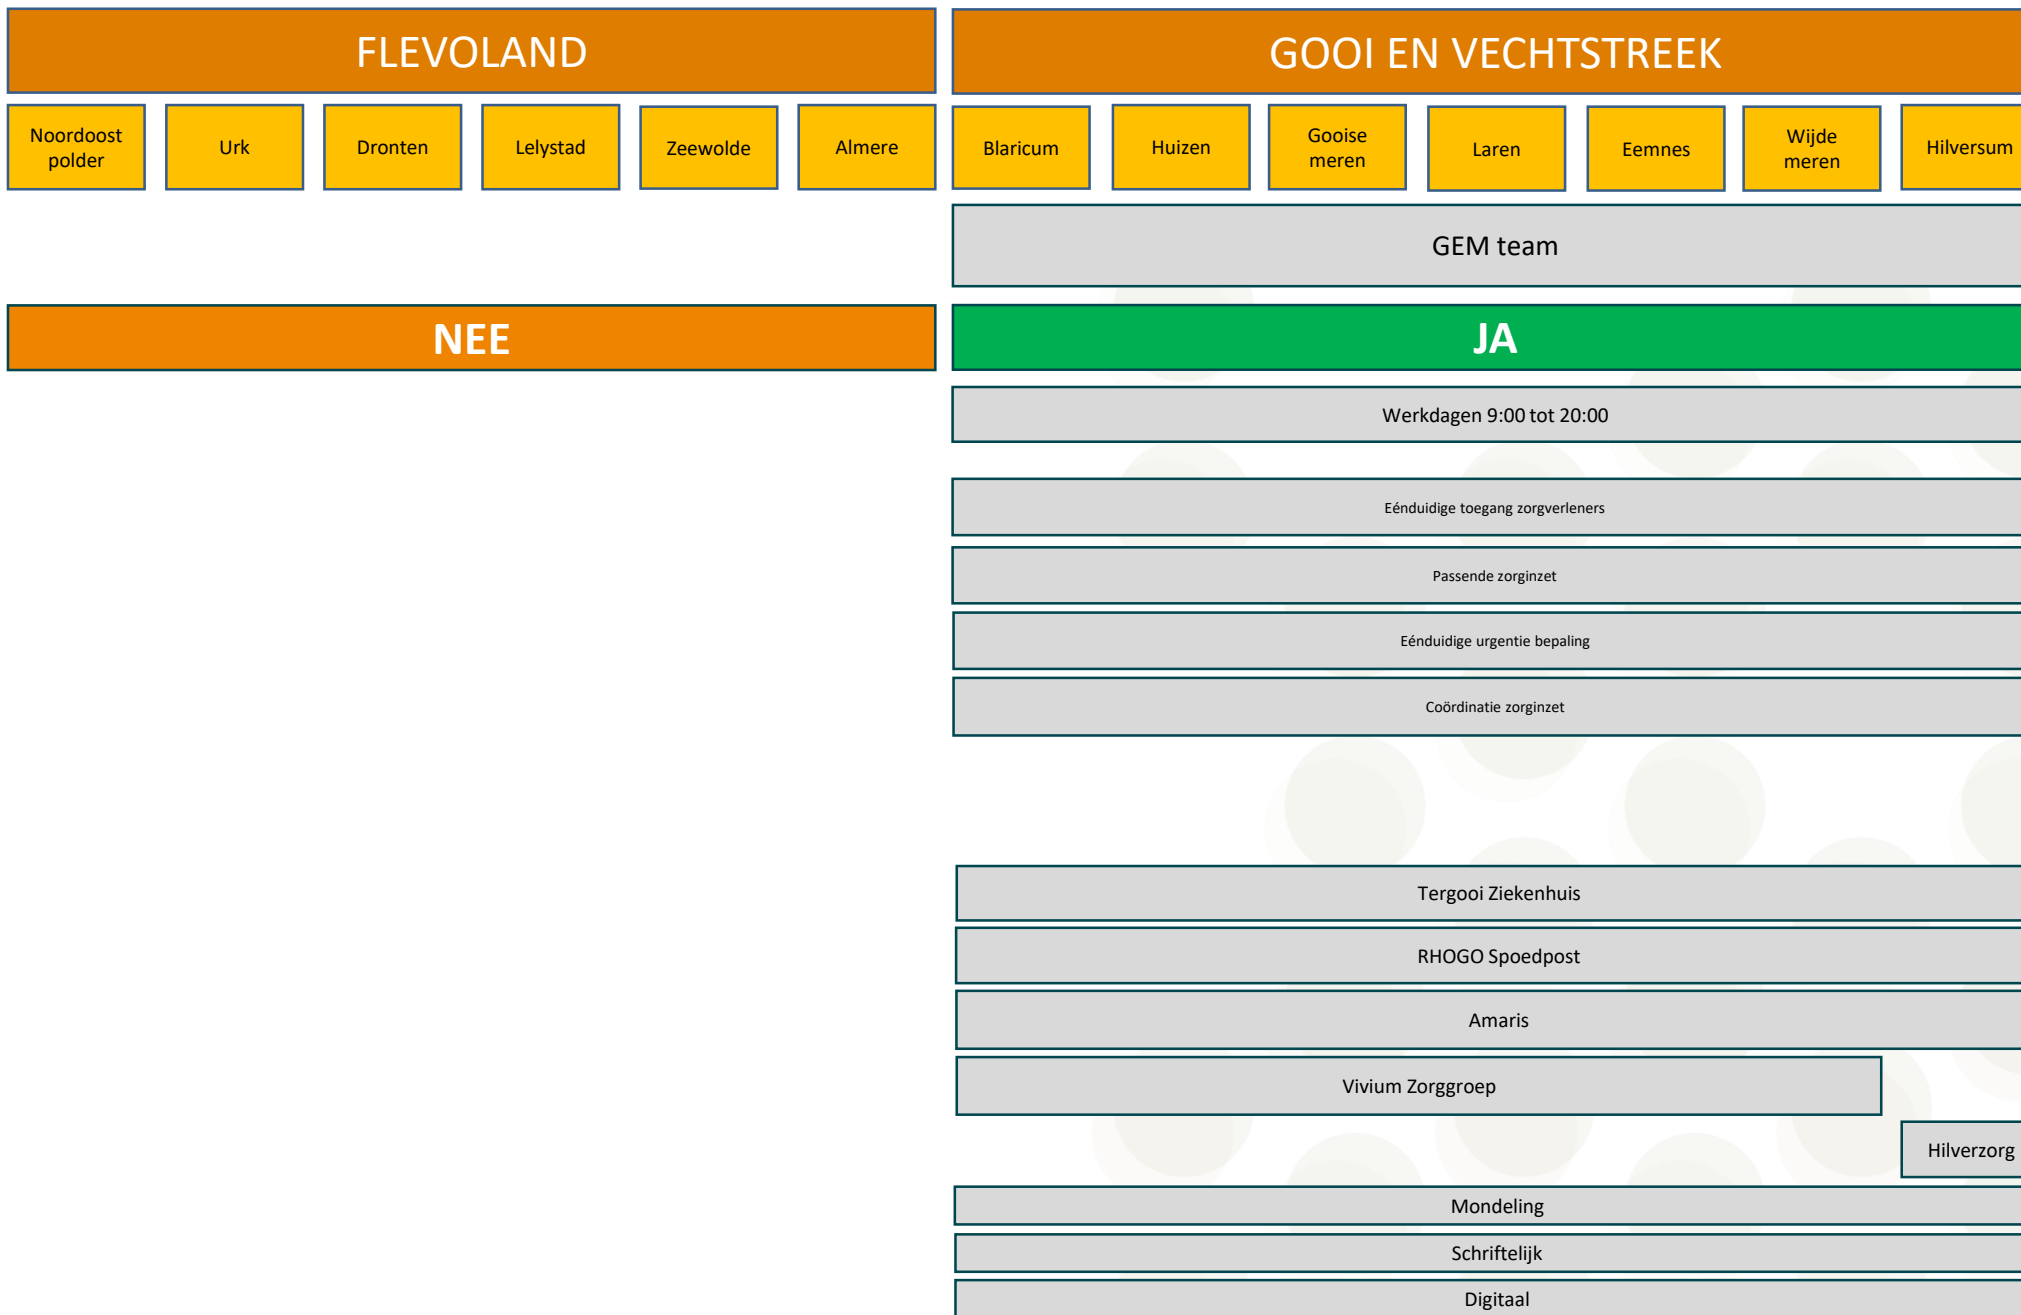 FLEVOLAND
GOOI EN VECHTSTREEK
Noordoost
polder
Urk
Dronten
Lelystad
Zeewolde
Almere
Blaricum
Huizen
Gooise
meren
Laren
Eemnes
Wijde
meren
Hilversum
GEM team
NEE
JA
Werkdagen 9:00 tot 20:00
Eénduidige toegang zorgverleners
Passende zorginzet
Eénduidige urgentie bepaling
Coördinatie zorginzet
Tergooi Ziekenhuis
RHOGO Spoedpost
Amaris
Vivium Zorggroep
Hilverzorg
Mondeling
Schriftelijk
Digitaal